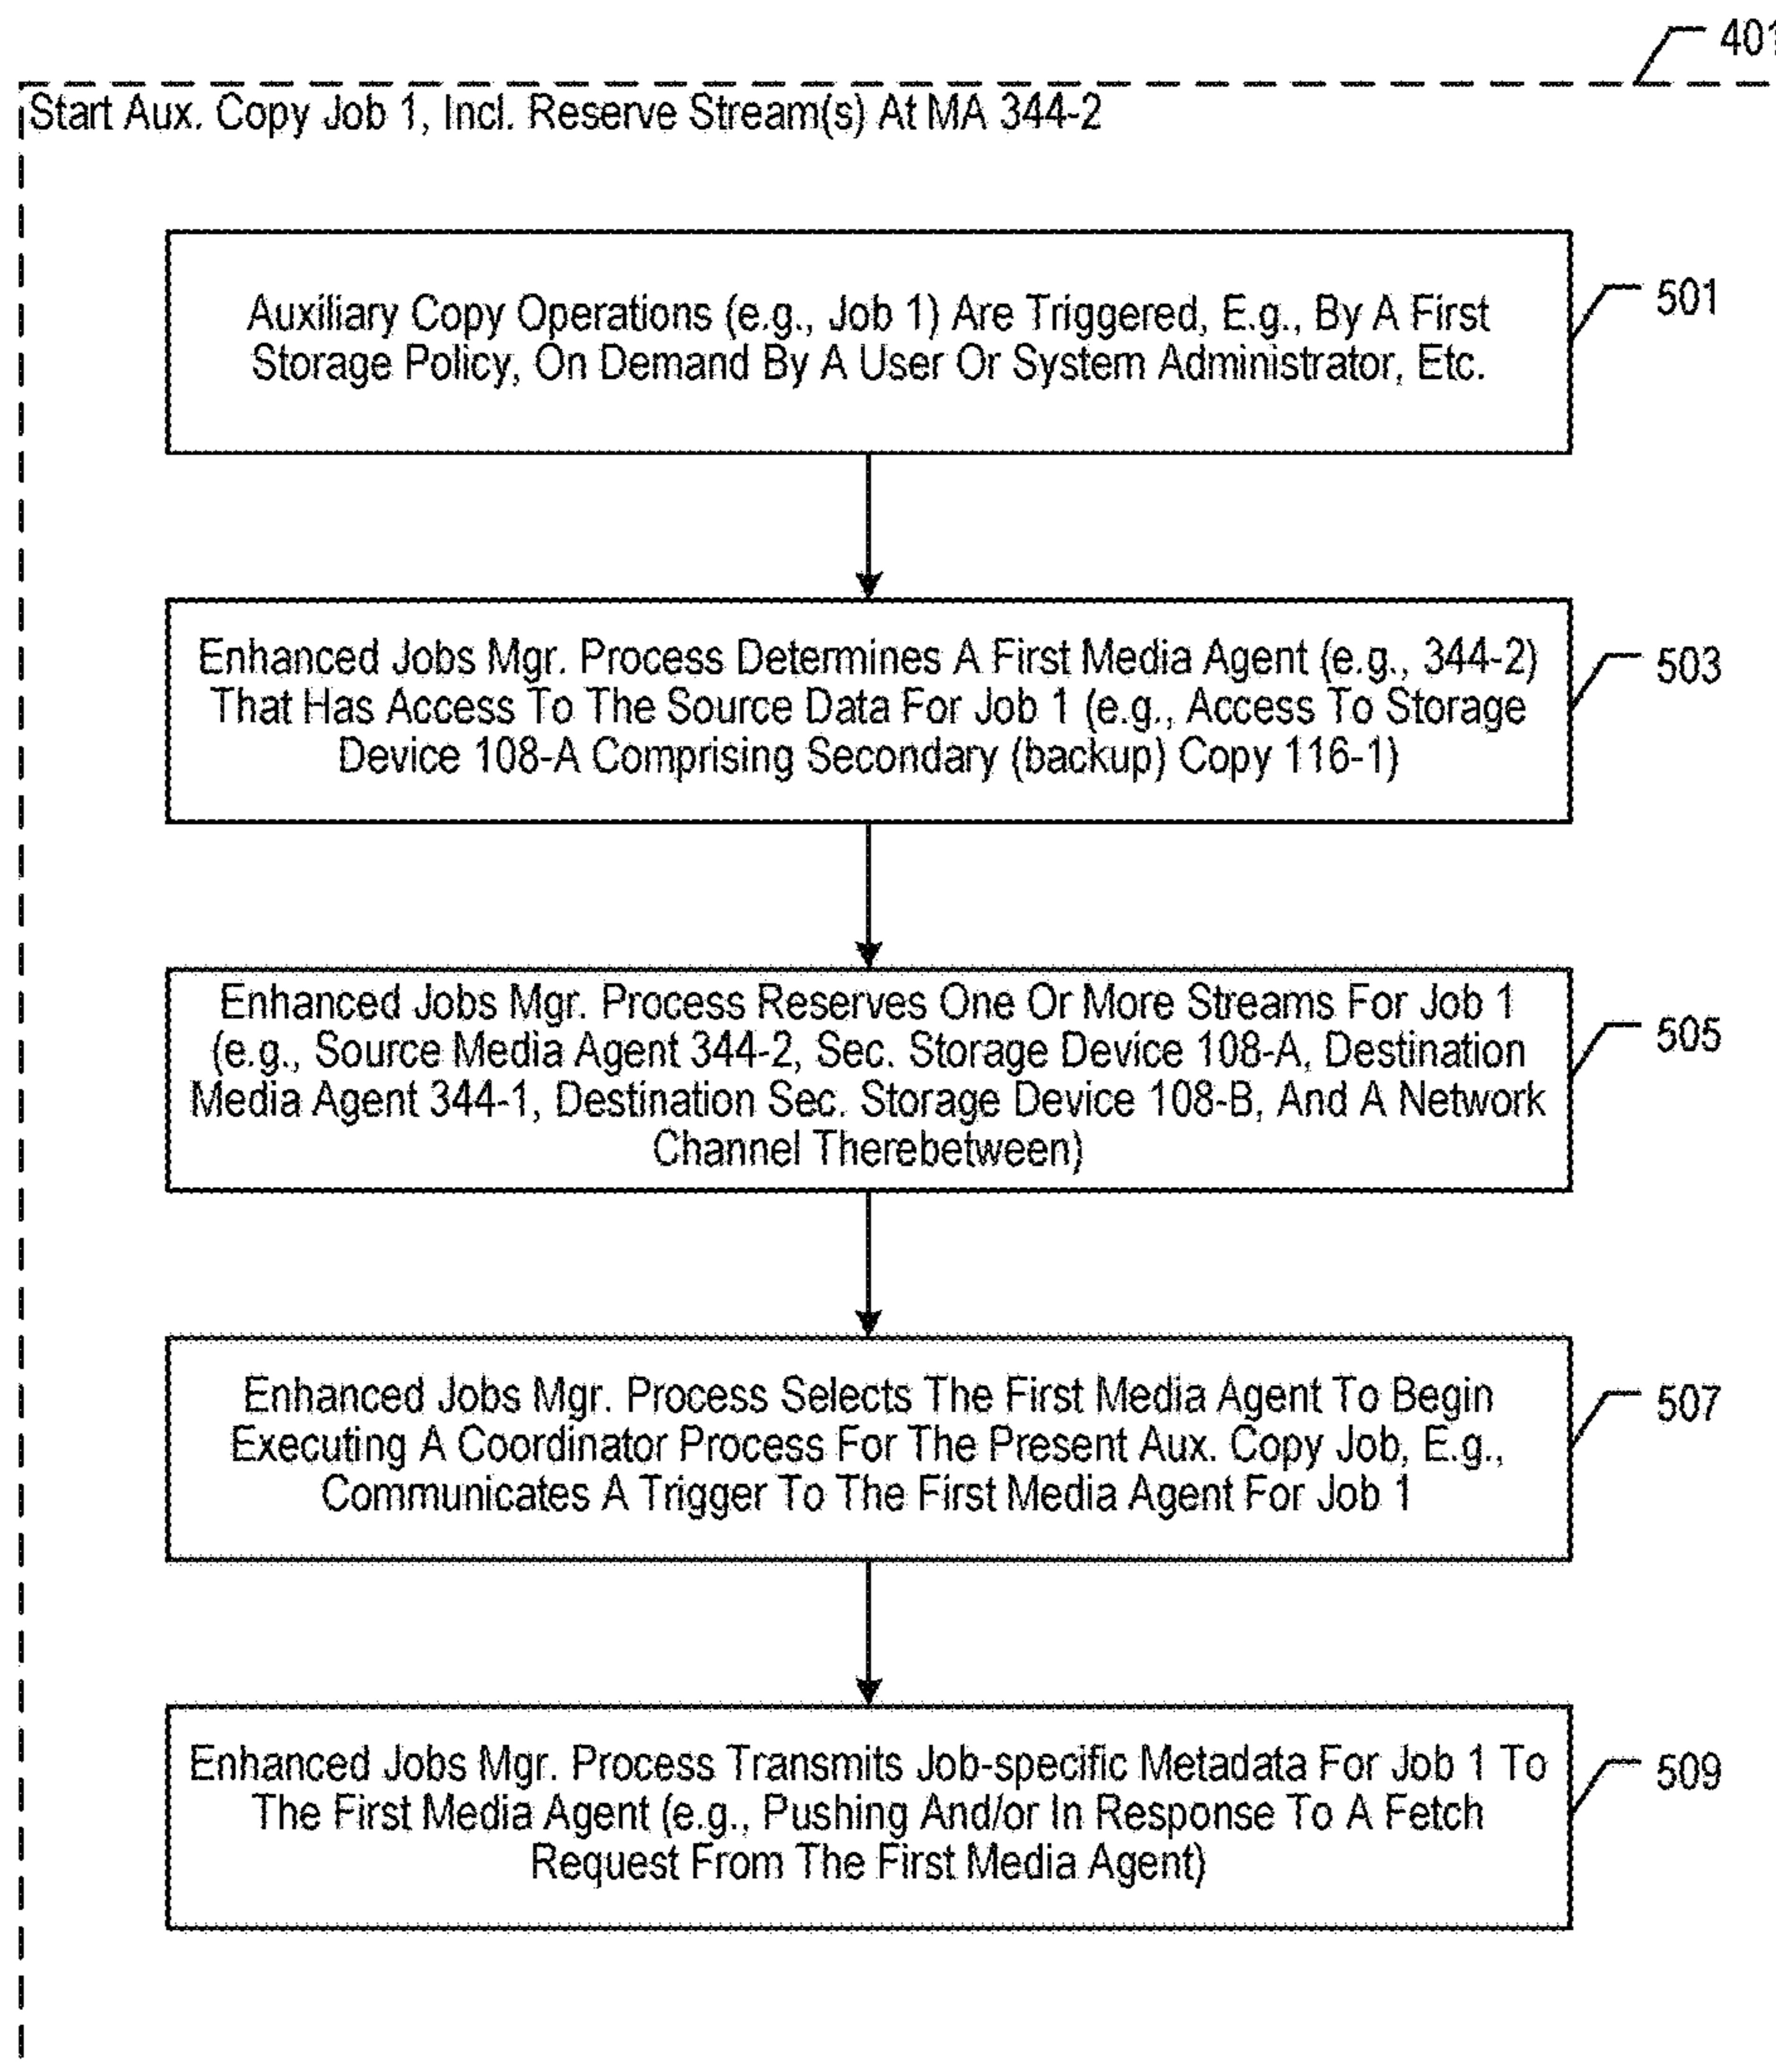 401
Start Aux. Copy Job 1, Incl. Reserve Stream(s) At MA 344-2
Auxiliary Copy Operations (e.g., Job 1) Are Triggered, E.g., By A First
Storage Policy, On Demand By A User Or System Administrator, Etc.
501
Enhanced Jobs Mgr. Process Determines A First Media Agent (e.g., 344-2)
That Has Access To The Source Data For Job 1 (e.g., Access To Storage
Device 108-A Comprising Secondary (backup) Copy 116-1)
503
Enhanced Jobs Mgr. Process Reserves One Or More Streams For Job 1
(e.g., Source Media Agent 344-2, Sec. Storage Device 108-A, Destination
Media Agent 344-1, Destination Sec. Storage Device 108-B, And A Network
Channel Therebetween)
505
Enhanced Jobs Mgr. Process Selects The First Media Agent To Begin
Executing A Coordinator Process For The Present Aux. Copy Job, E.g.,
Communicates A Trigger To The First Media Agent For Job 1
507
Enhanced Jobs Mgr. Process Transmits Job-specific Metadata For Job 1 To
The First Media Agent (e.g., Pushing And/or In Response To A Fetch
Request From The First Media Agent)
509